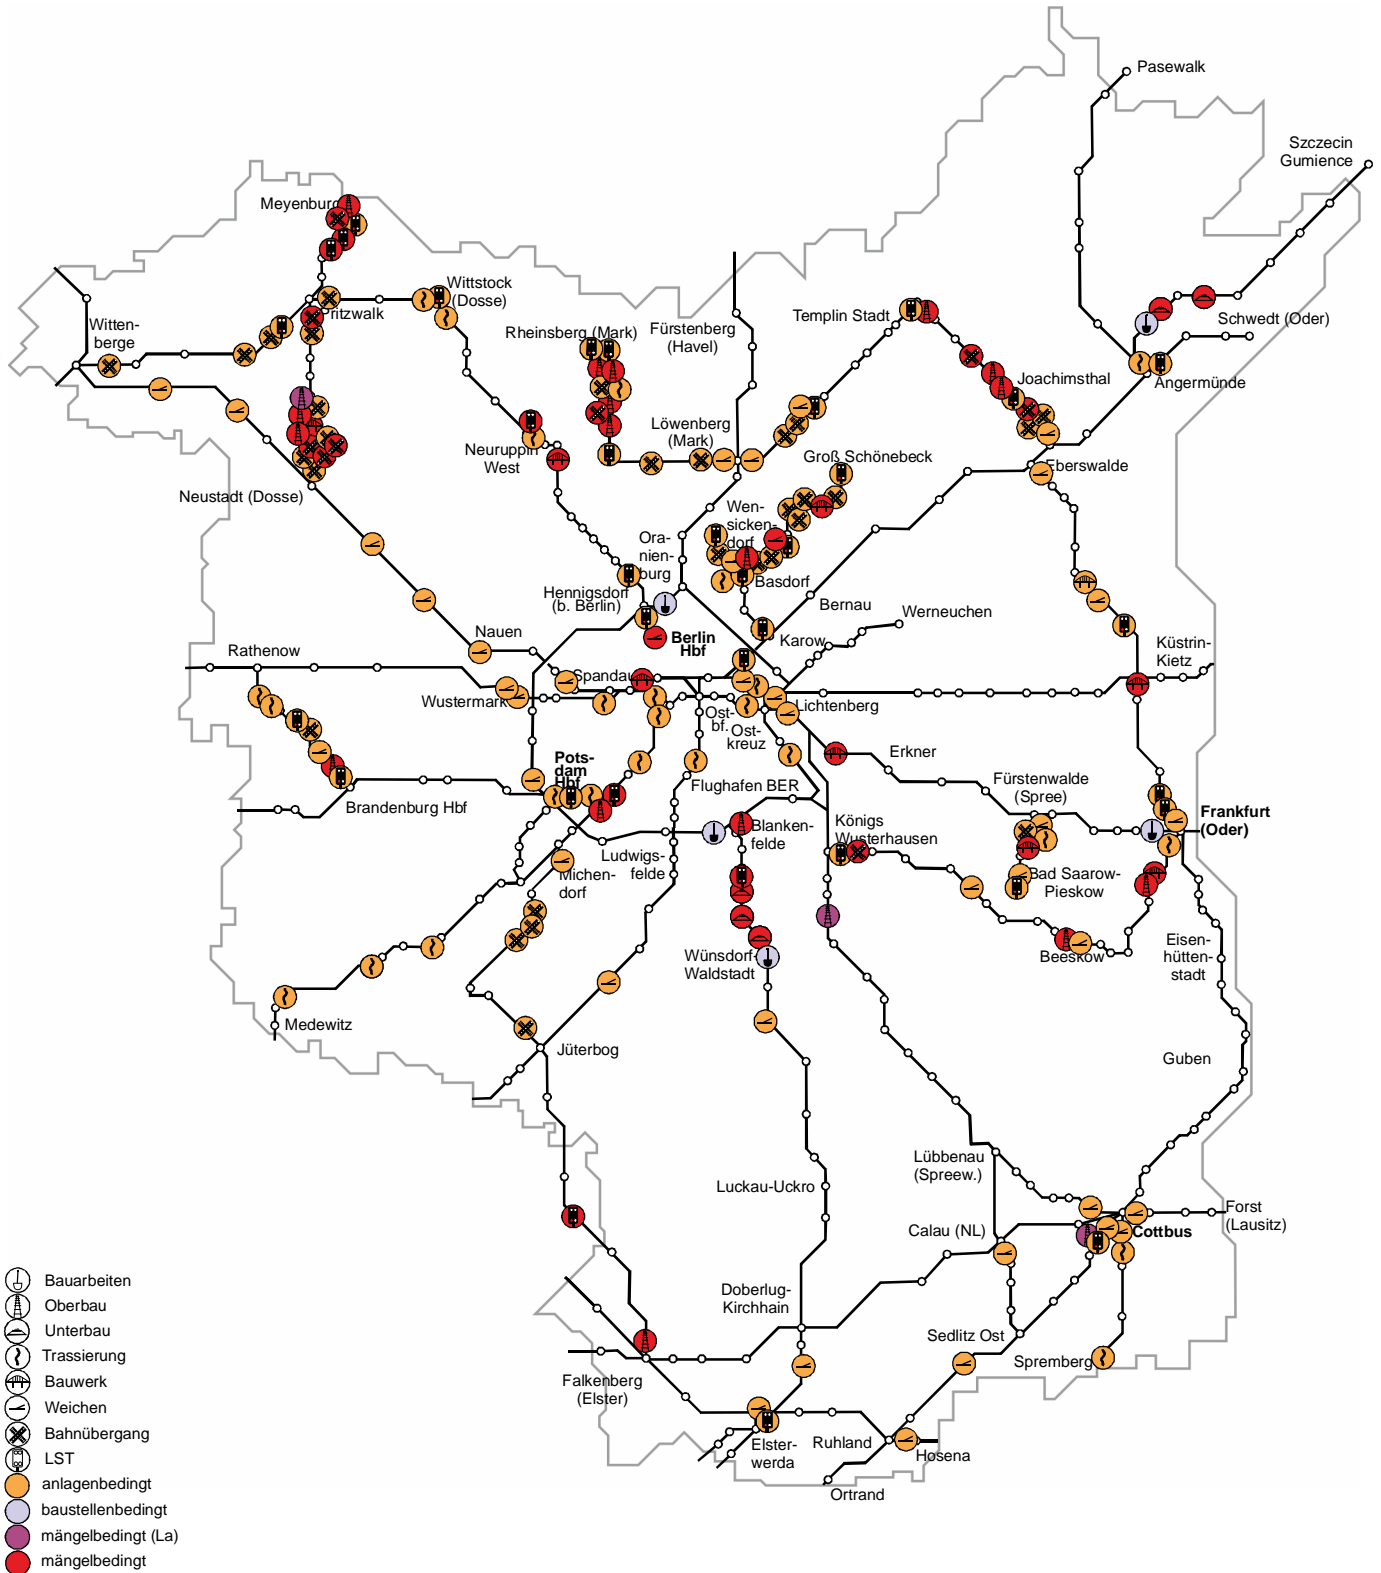 Pasewalk
Szczecin
Gumience
Meyenburg
Wittstock
(Dosse)
Pritzwalk
Witten-
berge
Rheinsberg (Mark)
Fürstenberg
(Havel)
Templin Stadt
Schwedt (Oder)
Joachimsthal
Angermünde
Neuruppin
West
Löwenberg
(Mark)
Groß Schönebeck
Eberswalde
Neustadt (Dosse)
Wen-
sicken-
dorf
Ora-
nien-
burg
Basdorf
Hennigsdorf
(b. Berlin)
Bernau
Werneuchen
Nauen
Berlin
Hbf
Karow
Küstrin-
Kietz
Rathenow
Spandau
Wustermark
Lichtenberg
Ost-
bf.
Ost-
kreuz
Erkner
Pots-
dam
Hbf
Flughafen BER
Fürstenwalde
(Spree)
Brandenburg Hbf
Frankfurt
(Oder)
Blanken-
felde
Königs
Wusterhausen
Ludwigs-
felde
Michen-
dorf
Bad Saarow-
Pieskow
Wünsdorf-
Waldstadt
Beeskow
Eisen-
hütten-
stadt
Medewitz
Jüterbog
Guben
Lübbenau
(Spreew.)
Luckau-Uckro
Forst
(Lausitz)
Calau (NL)
Cottbus
Doberlug-
Kirchhain
Sedlitz Ost
Spremberg
Falkenberg
(Elster)
Elster-
werda
Ruhland
Hosena
Ortrand
Bauarbeiten
Oberbau
Unterbau
Trassierung
Bauwerk
Weichen
Bahnübergang
LST
anlagenbedingt
baustellenbedingt
mängelbedingt (La)
mängelbedingt